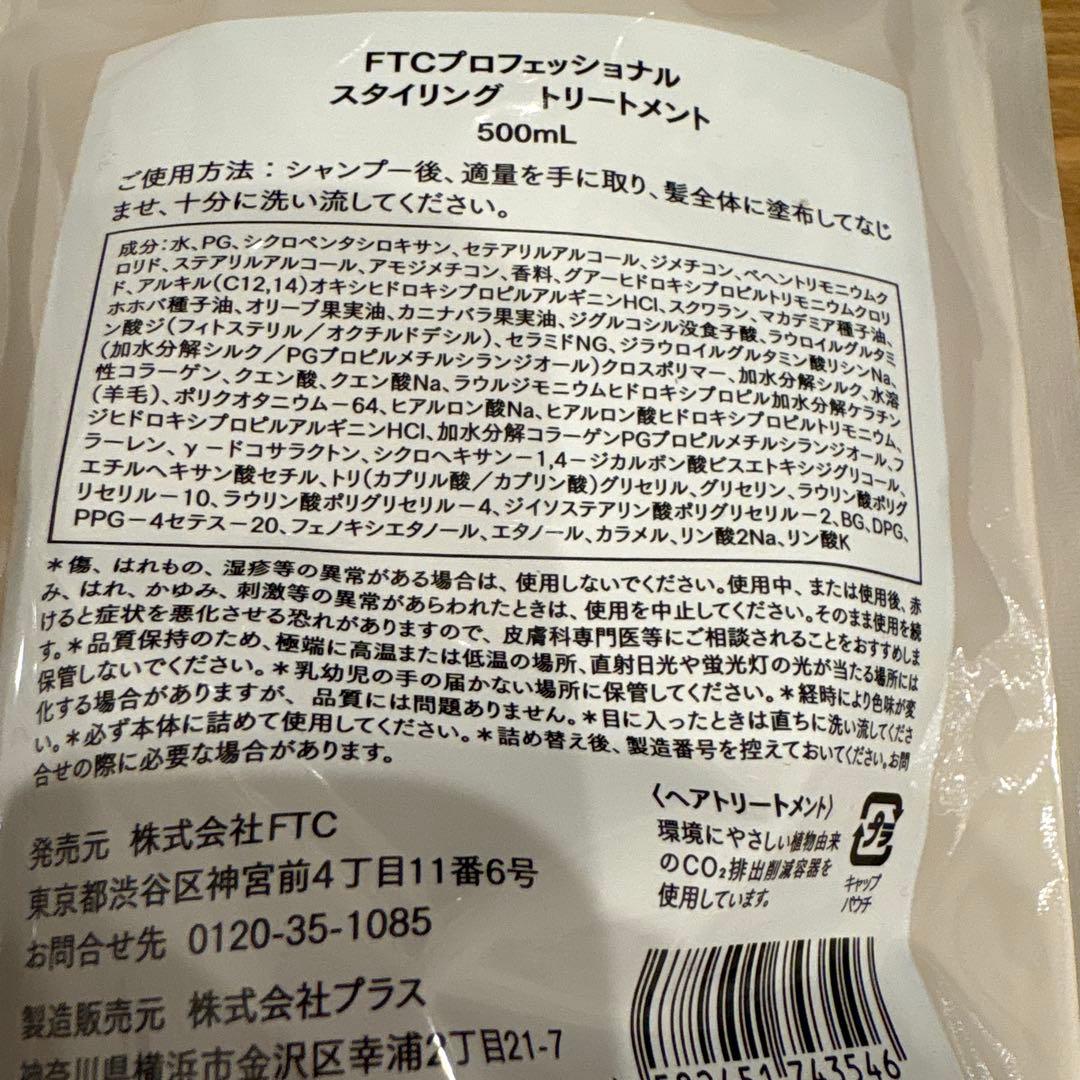 FTCプロフェッショナル
スタイリング　トリートメント
500mL
ご使用方法：シャンプー後、適量を手に取り、髪全体に塗布してなじ
ませ、十分に洗い流してください。
成分：水、PG、シクロペンタシロキサン、セテアリルアルコール、ジメチコン、ベヘントリモニウムク
ロリド、ステアリルアルコール、アモジメチコン、香料、グアーヒドロキシプロピルトリモニウムクロリ
ド、アルキル(C12,14)オキシヒドロキシプロピルアルギニンHCl、スクワラン、マカデミア種子油、
ホホバ種子油、オリーブ果実油、カニナバラ果実油、ジグルコシル没食子酸、ラウロイルグルタミ
ン酸ジ(フィトステリル／オクチルドデシル)、セラミドNG、ジラウロイルグルタミン酸リシンNa、
(加水分解シルク／PGプロピルメチルシランジオール)クロスポリマー、加水分解シルク、水溶
性コラーゲン、クエン酸、クエン酸Na、ラウルジモニウムヒドロキシプロピル加水分解ケラチン
(羊毛)、ポリクオタニウム－64、ヒアルロン酸Na、ヒアルロン酸ヒドロキシプロピルトリモニウム、
ジヒドロキシプロピルアルギニンHCl、加水分解コラーゲンPGプロピルメチルシランジオール、フ
ラーレン、γ－ドコサラクトン、シクロヘキサン－1,4－ジカルボン酸ビスエトキシジグリコール、
エチルヘキサン酸セチル、トリ(カプリル酸／カプリン酸)グリセリル、グリセリン、ラウリン酸ポリグ
リセリル－10、ラウリン酸ポリグリセリル－4、ジイソステアリン酸ポリグリセリル－2、BG、DPG、
PPG－4セテス－20、フェノキシエタノール、エタノール、カラメル、リン酸2Na、リン酸K
＊傷、はれもの、湿疹等の異常がある場合は、使用しないでください。使用中、または使用後、赤
み、はれ、かゆみ、刺激等の異常があらわれたときは、使用を中止してください。そのまま使用を続
けると症状を悪化させる恐れがありますので、皮膚科専門医等にご相談されることをおすすめしま
す。＊品質保持のため、極端に高温または低温の場所、直射日光や蛍光灯の光が当たる場所には
保管しないでください。＊乳幼児の手の届かない場所に保管してください。＊経時により色味が変
化する場合がありますが、品質には問題ありません。＊目に入ったときは直ちに洗い流してくださ
い。＊必ず本体に詰めて使用してください。＊詰め替え後、製造番号を控えておいてください。お問
合せの際に必要な場合があります。
〈ヘアトリートメント〉
環境にやさしい植物由来
のCO₂排出削減容器を
使用しています。
プラ
キャップ
パウチ
発売元 株式会社FTC
東京都渋谷区神宮前4丁目11番6号
お問合せ先 0120-35-1085
製造販売元 株式会社プラス
神奈川県横浜市金沢区幸浦2丁目21-7